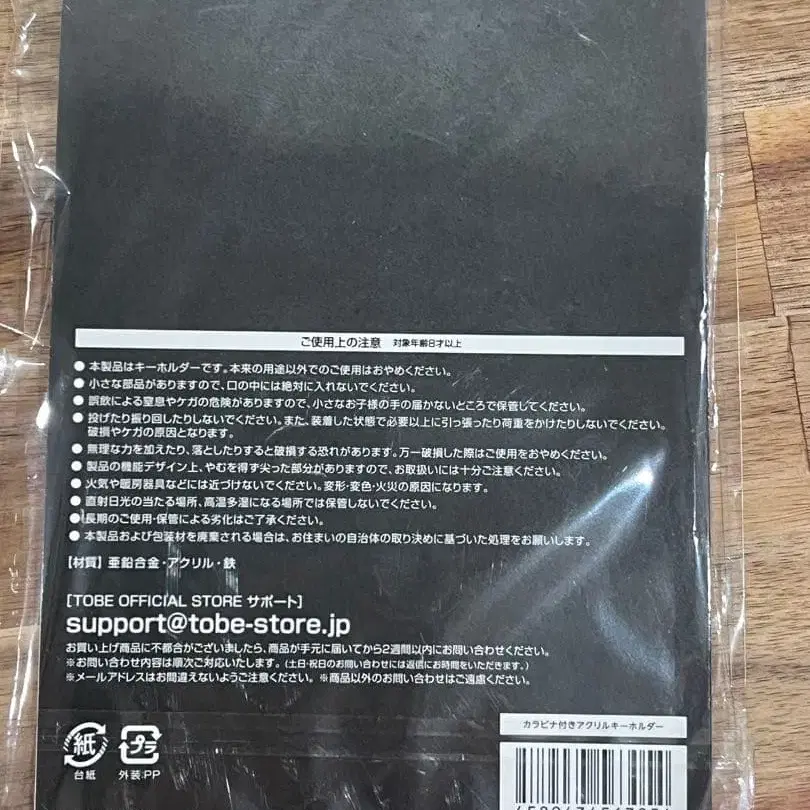 ご使用上の注意 対象年齢8才以上
● 本製品はキーホルダーです。本来の用途以外でのご使用はおやめください。
● 小さな部品がありますので、口の中には絶対に入れないでください。
● 誤飲による窒息やケガの危険がありますので、小さなお子様の手の届かないところで保管してください。
● 投げたり振り回したりしないでください。また、装着した状態で必要以上に引っ張ったり荷重をかけたりしないでください。
破損やケガの原因となります。
● 無理な力を加えたり、落としたりすると破損する恐れがあります。万一破損した際はご使用をおやめください。
● 製品の機能デザイン上、やむを得ず尖った部分がありますので、お取扱いには十分ご注意ください。
● 火気や暖房器具などには近づけないでください。変形・変色・火災の原因になります。
● 直射日光の当たる場所、高温多湿になる場所では保管しないでください。
● 長期のご使用・保管による劣化はご了承ください。
● 本製品および包装材を廃棄される場合は、お住まいの自治体の取り決めに基づいた処理をお願いします。
【材質】亜鉛合金・アクリル・鉄
[TOBE OFFICIAL STORE サポート]
support@tobe-store.jp
お買い上げ商品に不都合がございましたら、商品が手元に届いてから2週間以内にお問い合わせください。
※お問い合わせ内容は順次ご対応いたします。(土日・祝日のお問い合わせには返信にお時間をいただきます。)
※メールアドレスはお間違えないようご注意ください。 ※商品以外のお問い合わせはご遠慮ください。
カラビナ付きアクリルキーホルダー
紙 プラ
台紙 外装:PP